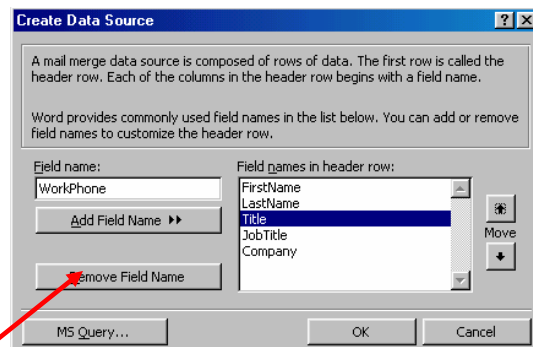 Create Data Source
A mail merge data source is composed of rows of data. The first row is called the
header row. Each of the columns in the header row begins with a field name.
Word provides commonly used field names in the list below. You can add or remove
field names to customize the header row.
Field name:
WorkPhone
Add Field Name
Remove Field Name
Field names in header row:
FirstName
LastName
Title
JobTitle
Company
Move
MS Query...
OK
Cancel